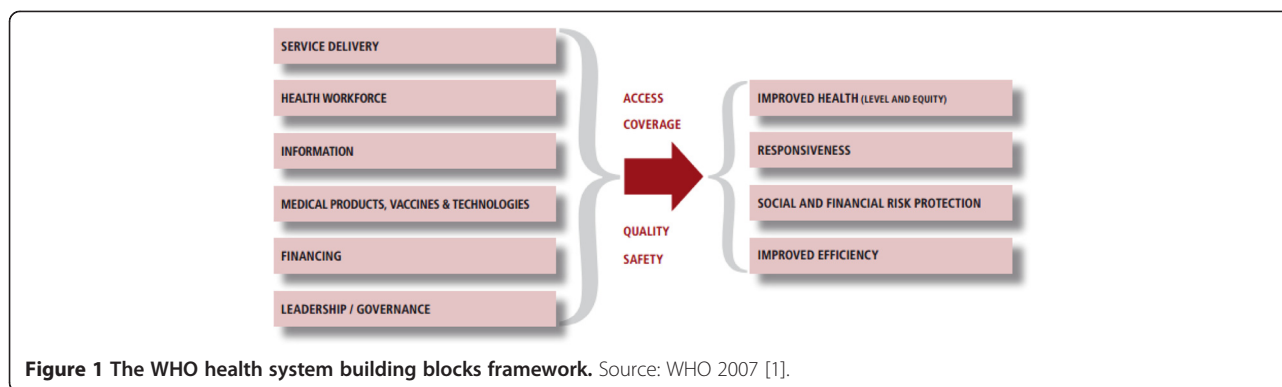 SERVICE DELIVERY
HEALTH WORKFORCE
INFORMATION
MEDICAL PRODUCTS, VACCINES & TECHNOLOGIES
FINANCING
LEADERSHIP / GOVERNANCE
ACCESS
COVERAGE
QUALITY
SAFETY
IMPROVED HEALTH (LEVEL AND EQUITY)
RESPONSIVENESS
SOCIAL AND FINANCIAL RISK PROTECTION
IMPROVED EFFICIENCY
Figure 1 The WHO health system building blocks framework. Source: WHO 2007 [1].